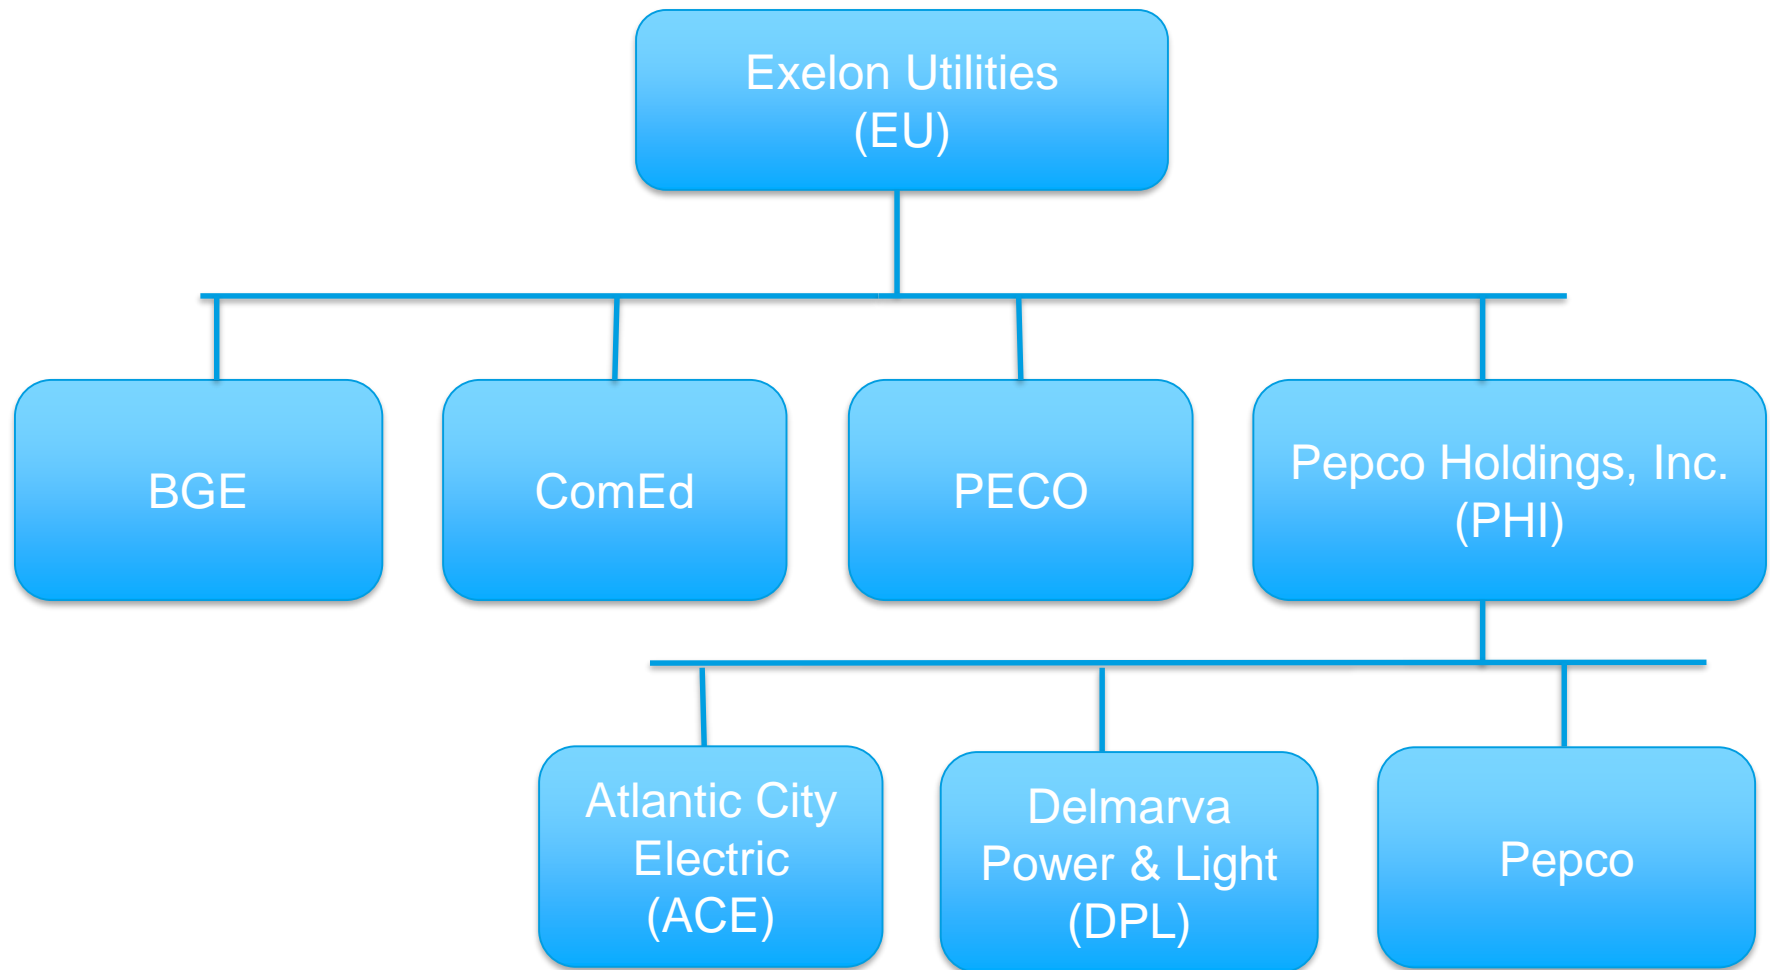 Exelon Utilities
(EU)
BGE
ComEd
PECO
Pepco Holdings, Inc.
(PHI)
Atlantic City
Electric
(ACE)
Delmarva
Power & Light
(DPL)
Pepco